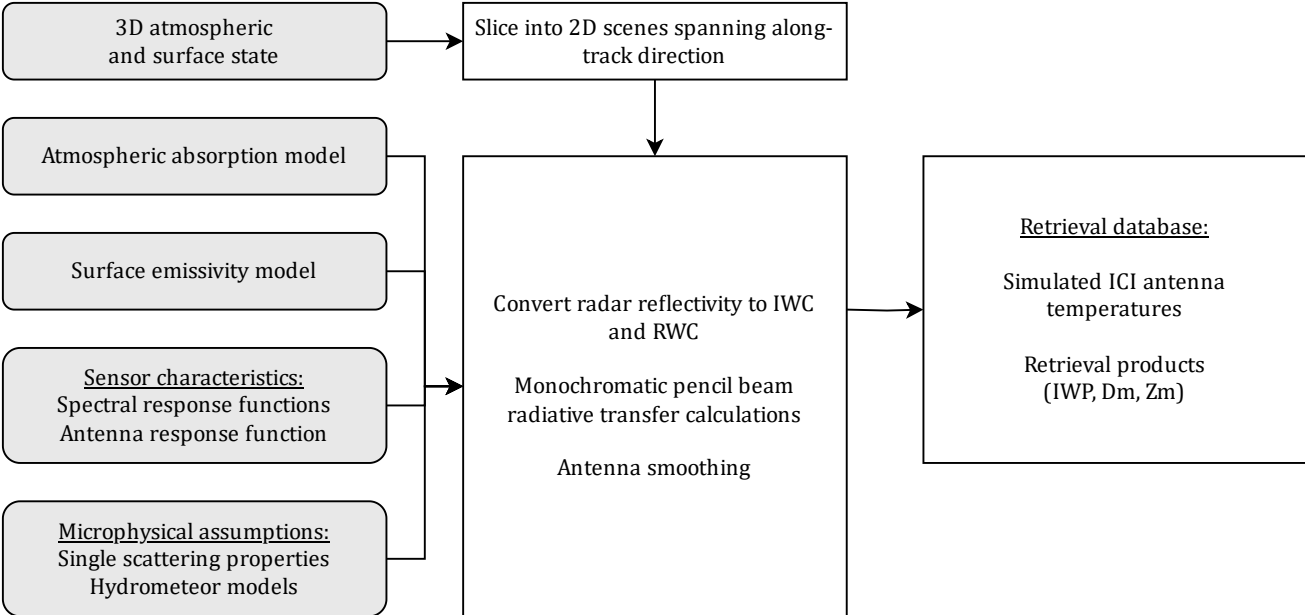 3D atmospheric
and surface state
Slice into 2D scenes spanning along-
track direction
Atmospheric absorption model
Surface emissivity model
Sensor characteristics:
Spectral response functions
Antenna response function
Microphysical assumptions:
Single scattering properties
Hydrometeor models
Convert radar reflectivity to IWC
and RWC
Monochromatic pencil beam
radiative transfer calculations
Antenna smoothing
Retrieval database:
Simulated ICI antenna
temperatures
Retrieval products
(IWP, Dm, Zm)